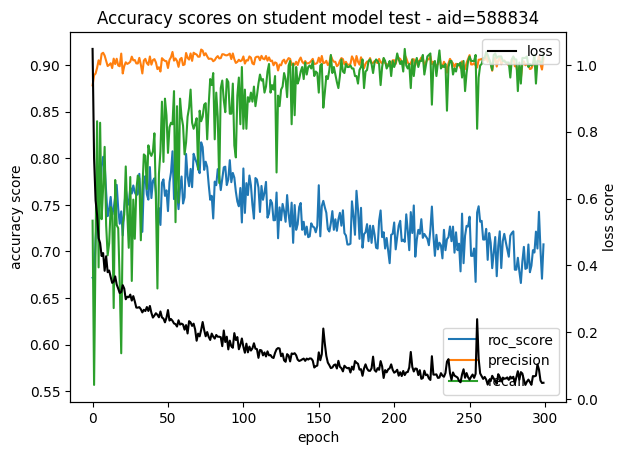 Accuracy scores on student model test - aid=588834
loss
0.90
0.85
0.80
0.75
0.70
0.65
0.60
0.55
accuracy score
1.0
0.8
0.6
0.4
0.2
0.0
loss score
roc_score
precision
recall
0
50
100
150
200
250
300
epoch